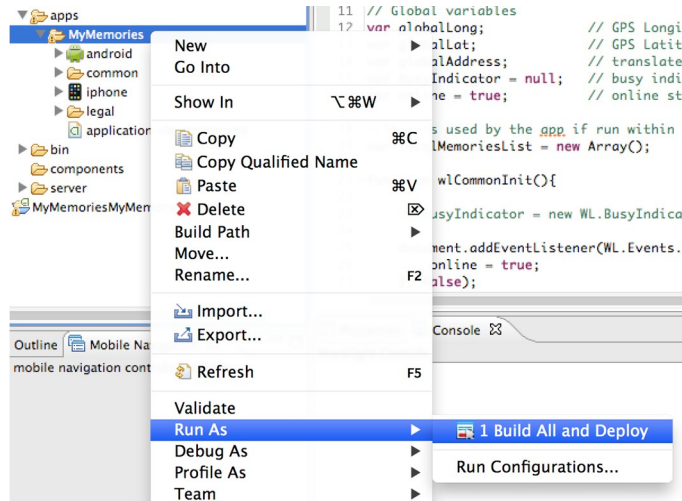 apps
MyMemories
android
common
iphone
legal
application
bin
components
server
MyMemoriesMyMem
New
Go Into
Show In ⌥⌘W
Copy ⌘C
Copy Qualified Name
Paste ⌘V
Delete ⌦
Build Path
Move...
Rename... F2
Import...
Export...
Refresh F5
Validate
Run As
Debug As
Profile As
Team
1 Build All and Deploy
Run Configurations...
11 // Global variables
12 var globalLong; // GPS Longi
alLat; // GPS Latit
alAddress; // translate
Indicator = null; // busy indi
ne = true; // online st
s used by the app if run within
lMemoriesList = new Array();
wlCommonInit(){
usyIndicator = new WL.BusyIndica
ment.addEventListener(WL.Events.
online = true;
alse);
Outline Mobile Na
mobile navigation cont
Console